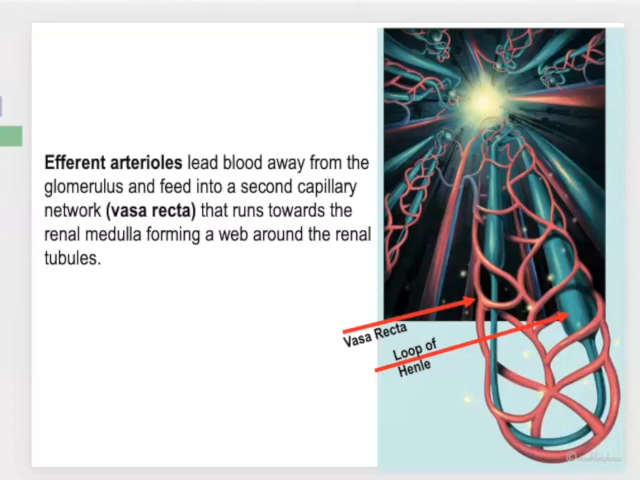 Efferent arterioles lead blood away from the
glomerulus and feed into a second capillary
network (vasa recta) that runs towards the
renal medulla forming a web around the renal
tubules.
Vasa Recta
Loop of
Henle
©